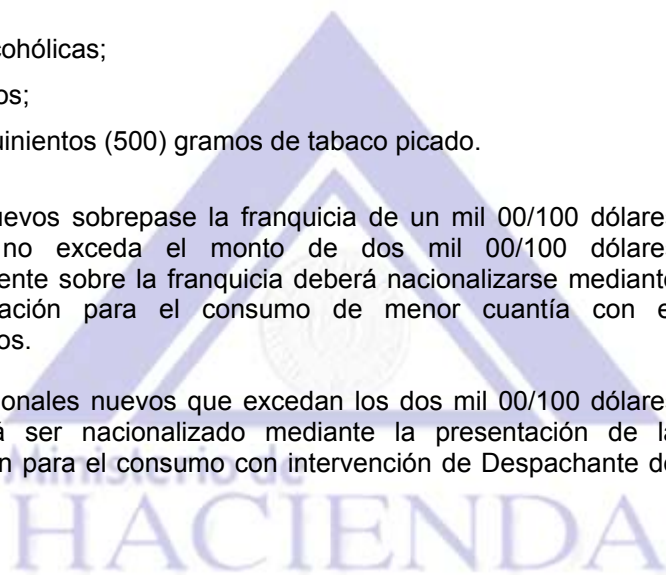 cohólicas;
os;
uinientos (500) gramos de tabaco picado.
uevos sobrepase la franquicia de un mil 00/100 dólare
no exceda el monto de dos mil 00/100 dólare
ente sobre la franquicia deberá nacionalizarse mediante
ación para el consumo de menor cuantía con e
os.
onales nuevos que excedan los dos mil 00/100 dólare
á ser nacionalizado mediante la presentación de la
n para el consumo con intervención de Despachante de
Ministerio de
HACIENDA